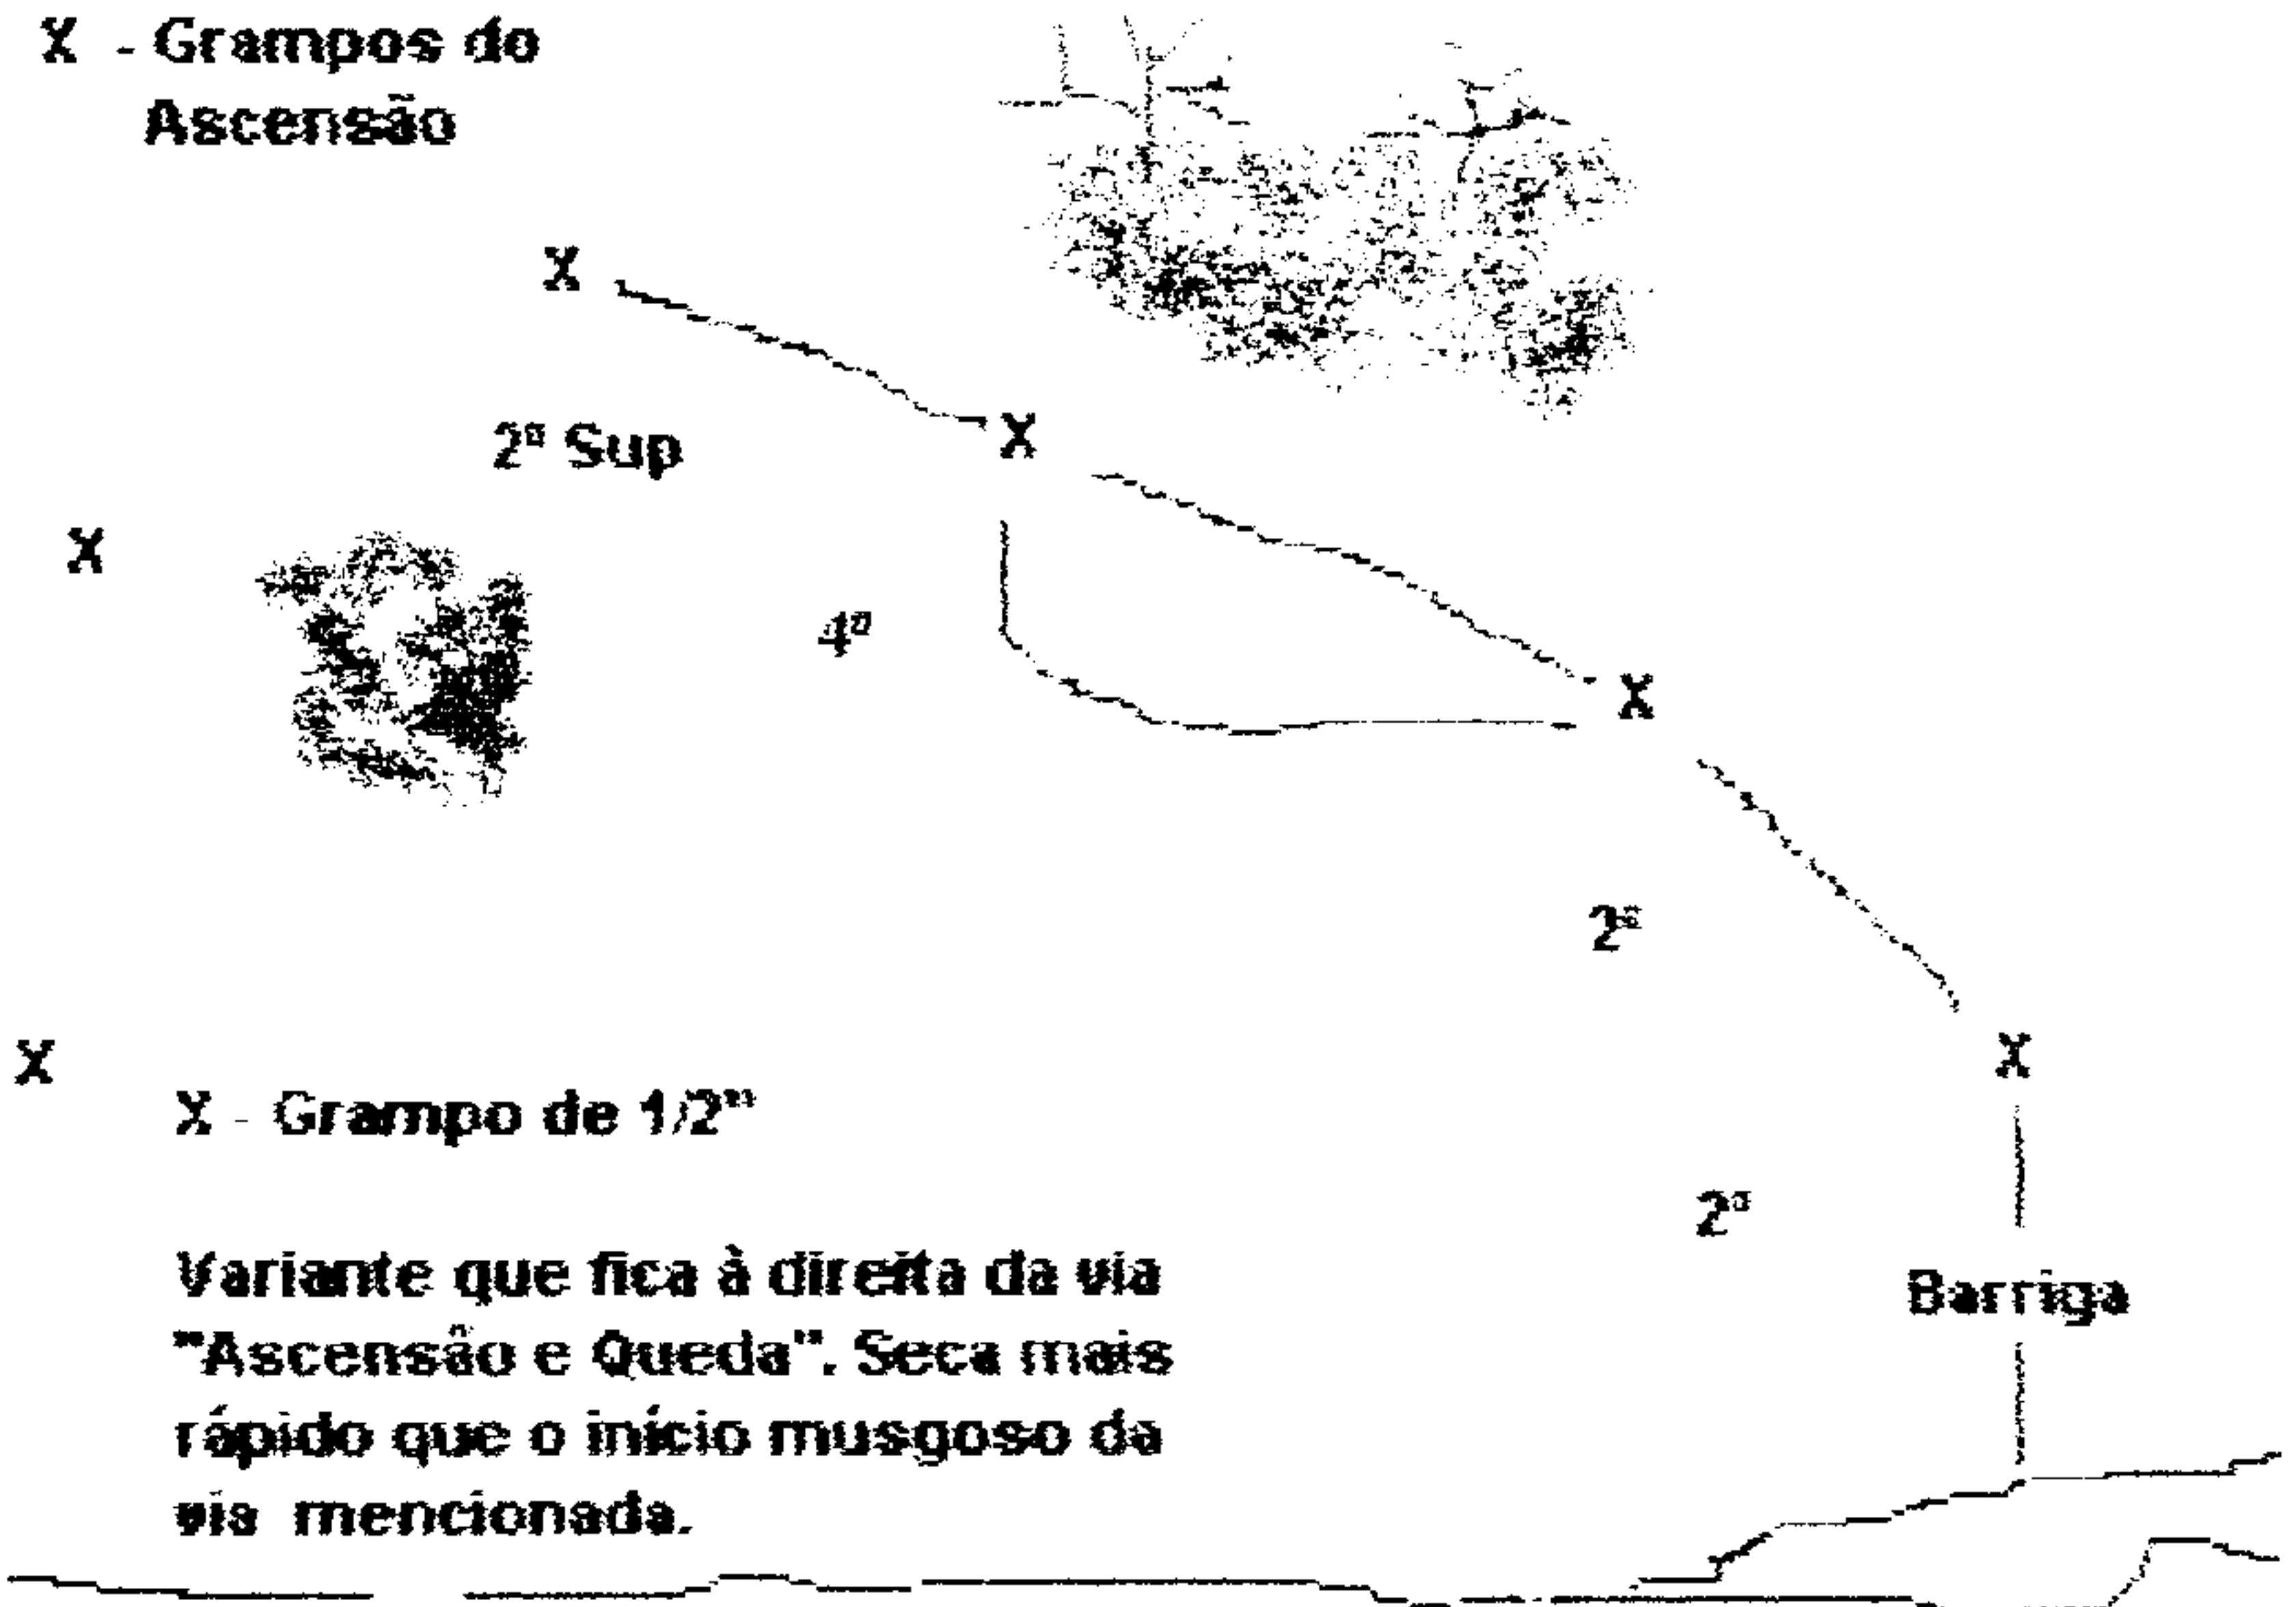 X - Grampos do
Ascensão
X
X
2º Sup
X
4º
X
2º
X
X
X - Grampo de 1/2"
2º
Variante que fica à direita da via
Barriga
"Ascensão e Queda". Seca mais
rápido que o início musgoso da
via mencionada.